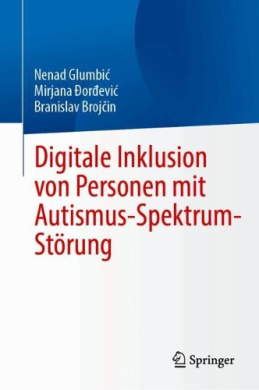 Nenad Glumbić
Mirjana Đorđević
Branislav Brojčin
Digitale Inklusion
von Personen mit
Autismus-Spektrum-
Störung
Springer